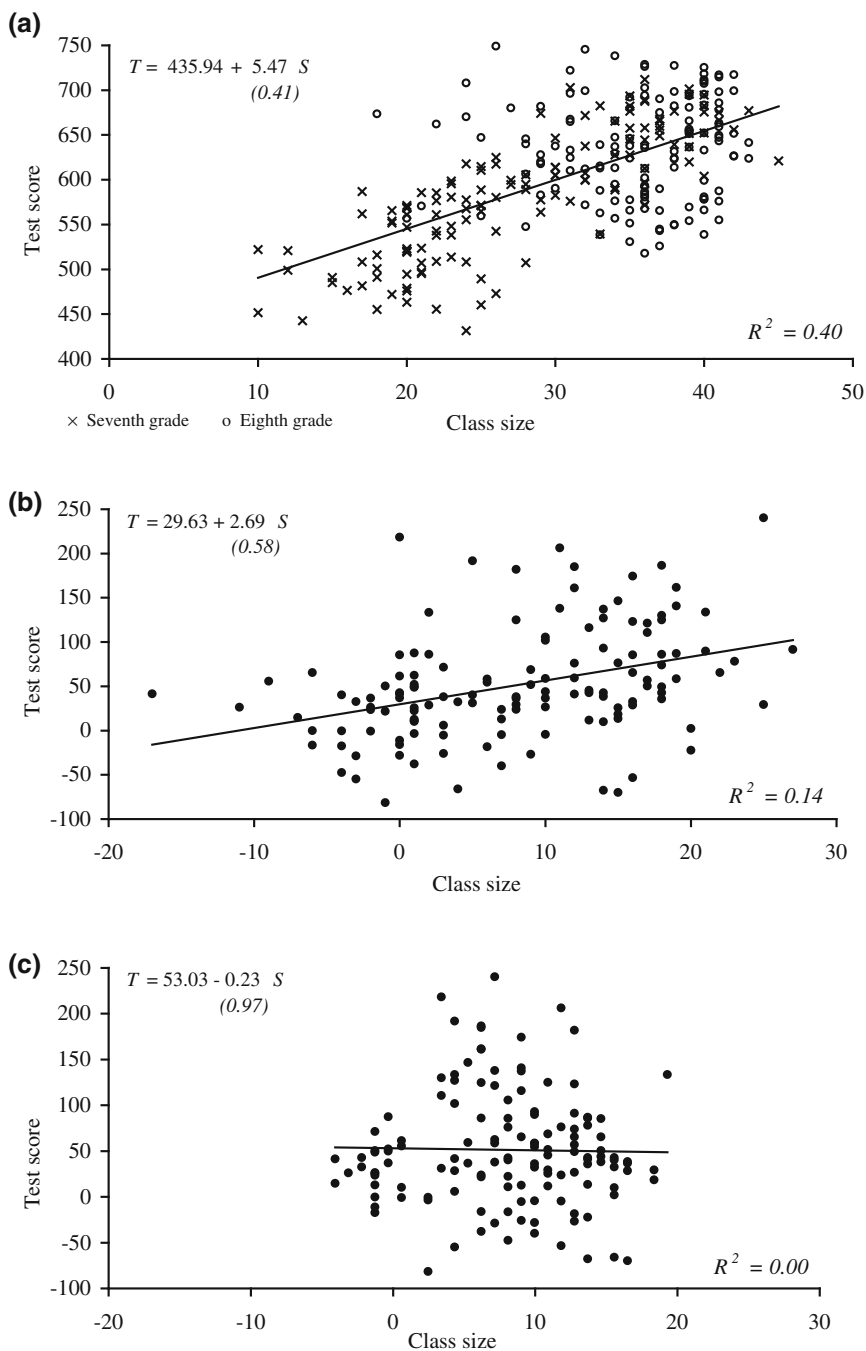 (a)
750
T = 435.94 + 5.47 S
(0.41)
700
650
600
550
500
450
400
Test score
R² = 0.40
0 10 20 30 40 50
× Seventh grade o Eighth grade
Class size
(b)
250
T = 29.63 + 2.69 S
(0.58)
200
150
100
50
0
-50
-100
Test score
R² = 0.14
-20 -10 0 10 20 30
Class size
(c)
250
T = 53.03 - 0.23 S
(0.97)
200
150
100
50
0
-50
-100
Test score
R² = 0.00
-20 -10 0 10 20 30
Class size